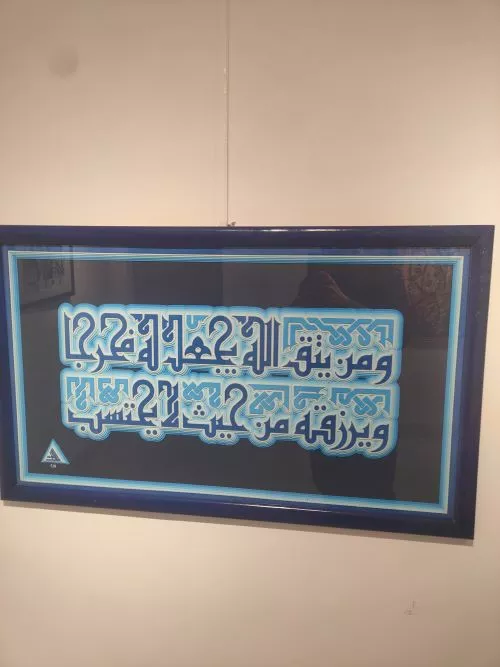 ومن يتق الله يجعل له مخرجا
ويرزقه من حيث لا يحتسب